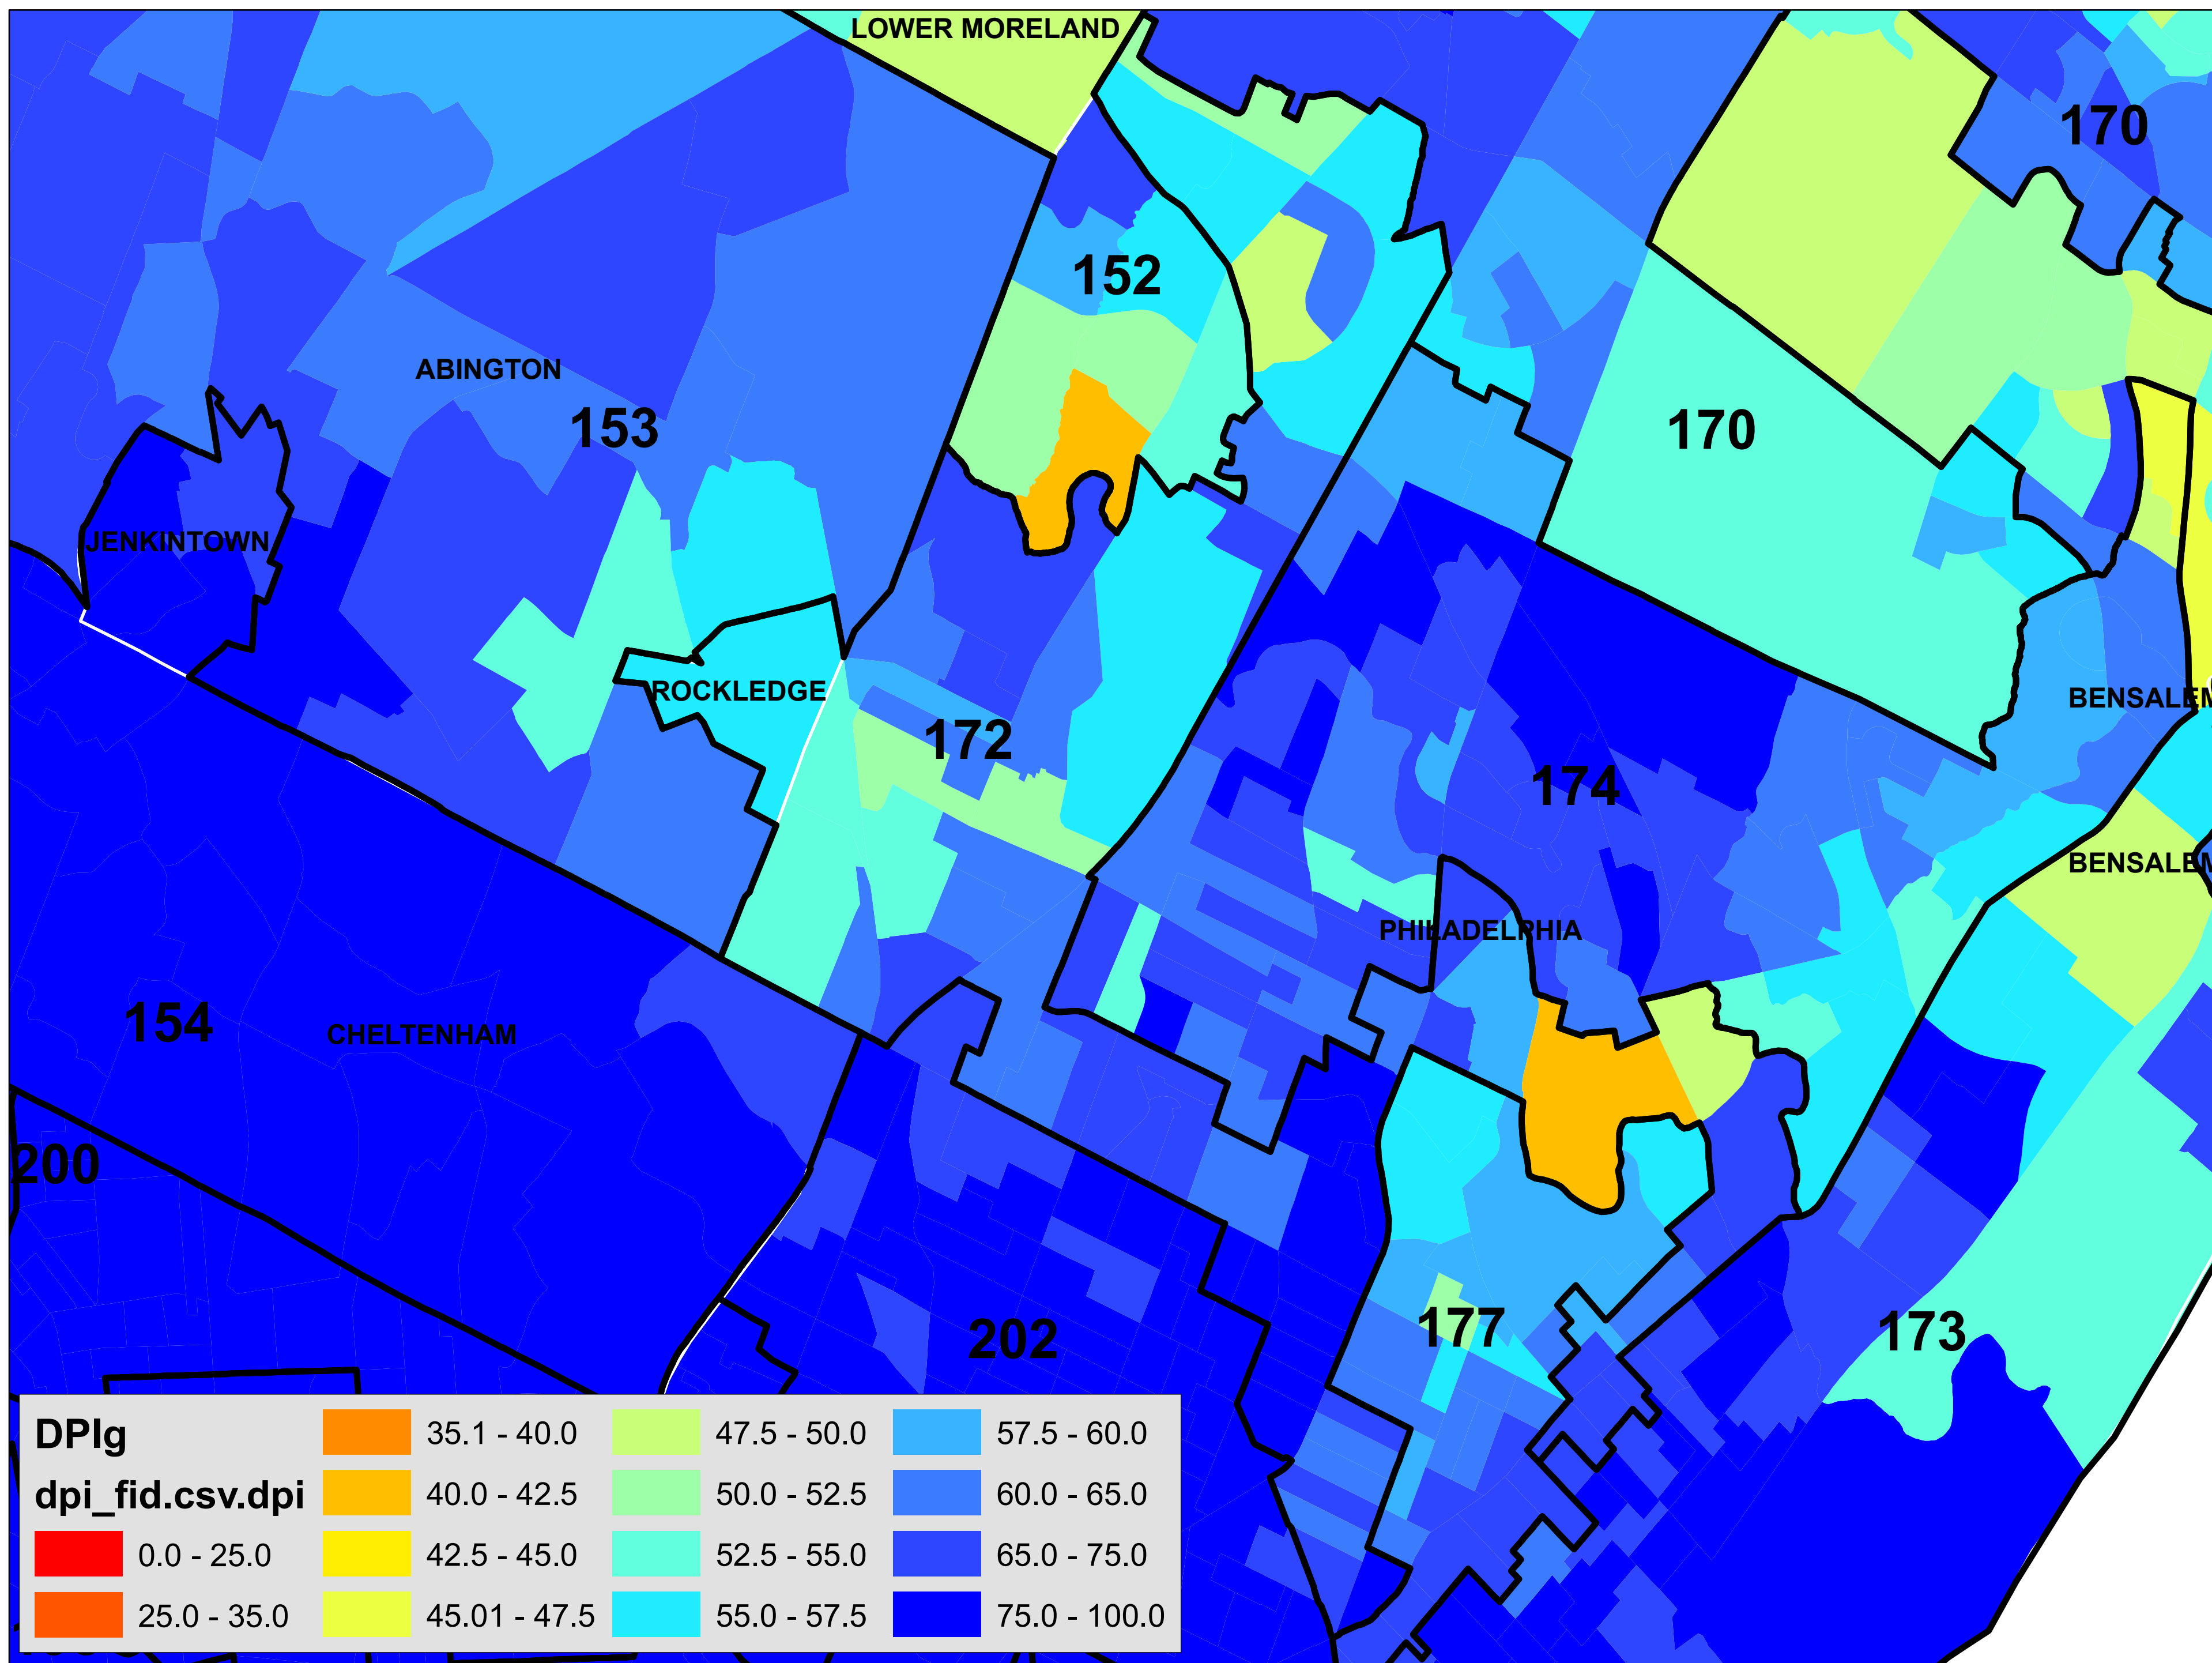 LOWER MORELAND
170
152
ABINGTON
153
170
JENKINTOWN
ROCKLEDGE
BENSALEM
172
174
BENSALEM
PHILADELPHIA
154
CHELTENHAM
200
177
173
202
DPIg
dpi_fid.csv.dpi
0.0 - 25.0
25.0 - 35.0
35.1 - 40.0
40.0 - 42.5
42.5 - 45.0
45.01 - 47.5
47.5 - 50.0
50.0 - 52.5
52.5 - 55.0
55.0 - 57.5
57.5 - 60.0
60.0 - 65.0
65.0 - 75.0
75.0 - 100.0